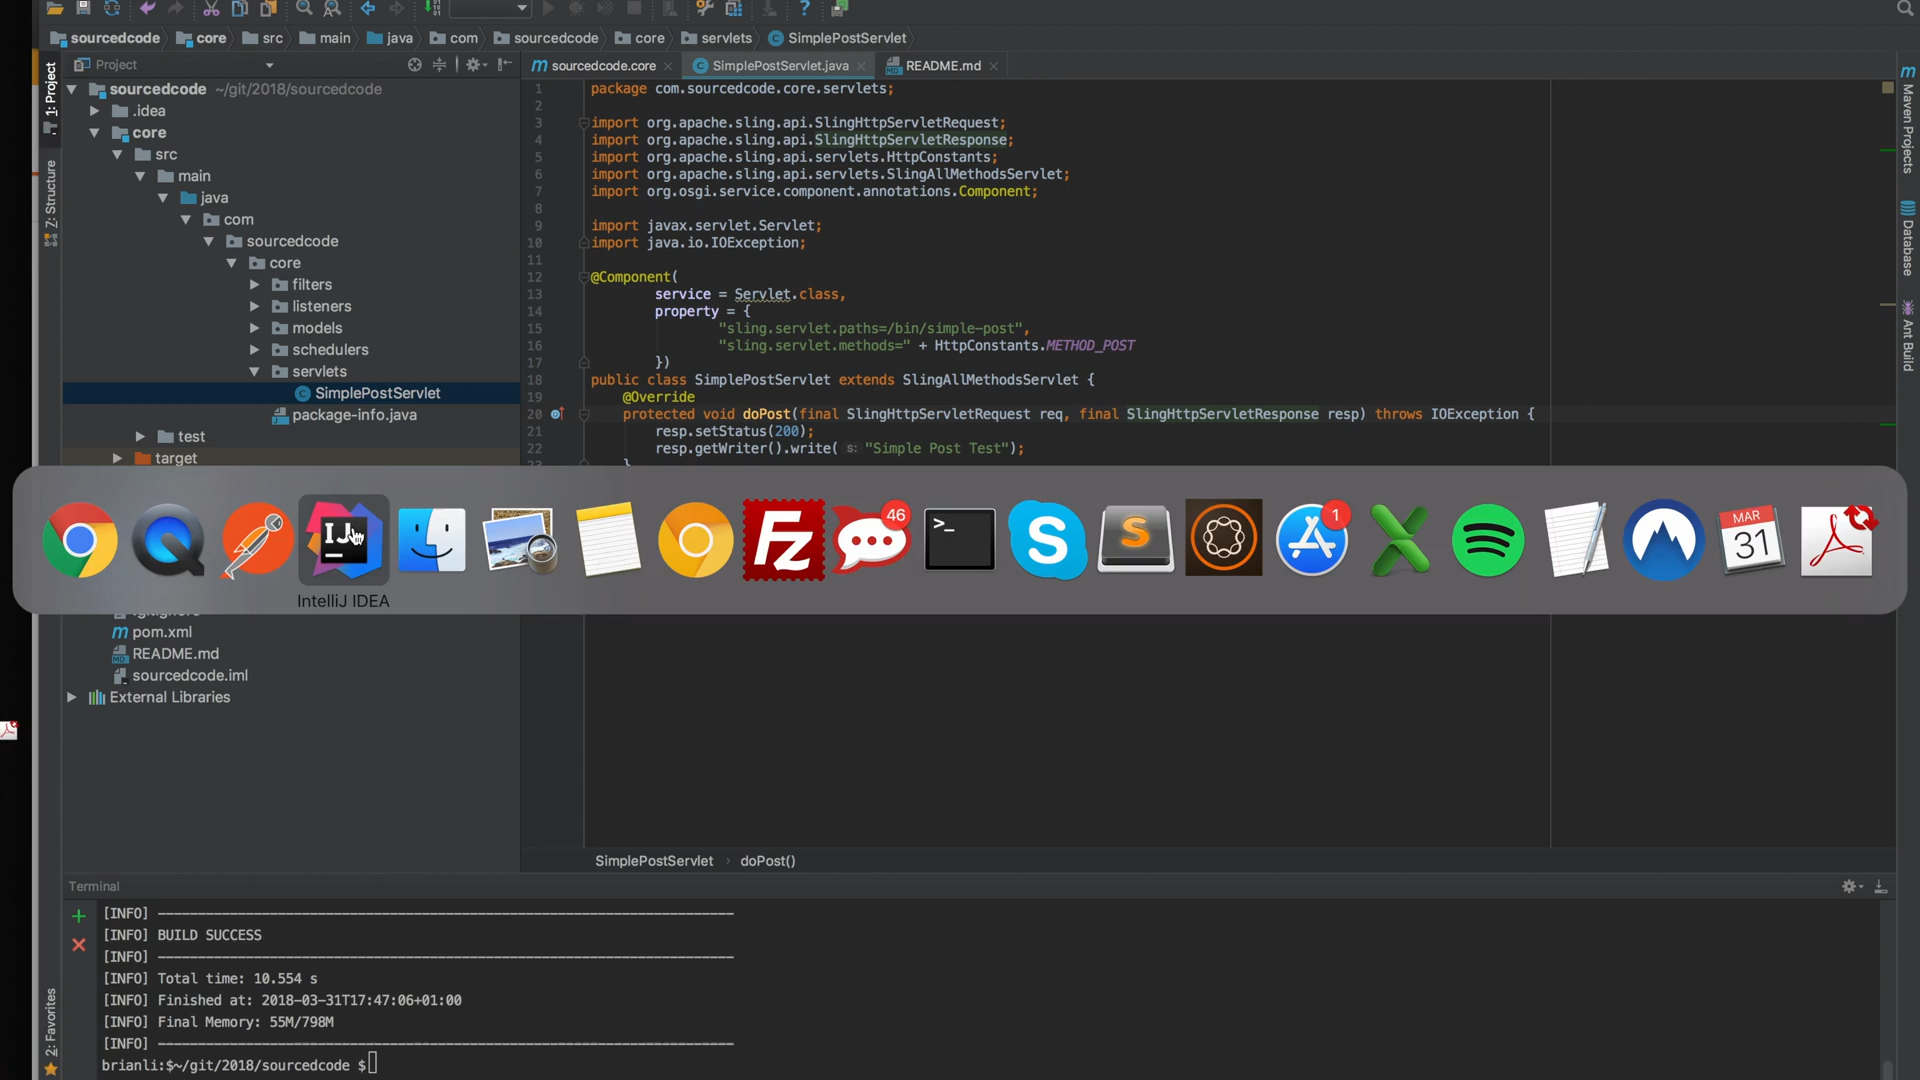 sourcedcode core src main java com sourcedcode core servlets SimplePostServlet
Project
sourcedcode.core
SimplePostServlet.java
README.md
1: Project
7: Structure
2: Favorites
Maven Projects
Database
Ant Build
sourcedcode ~/git/2018/sourcedcode
.idea
core
src
main
java
com
sourcedcode
core
filters
listeners
models
schedulers
servlets
SimplePostServlet
package-info.java
test
target
pom.xml
README.md
sourcedcode.iml
External Libraries
1 package com.sourcedcode.core.servlets;
2
3 import org.apache.sling.api.SlingHttpServletRequest;
4 import org.apache.sling.api.SlingHttpServletResponse;
5 import org.apache.sling.api.servlets.HttpConstants;
6 import org.apache.sling.api.servlets.SlingAllMethodsServlet;
7 import org.osgi.service.component.annotations.Component;
8
9 import javax.servlet.Servlet;
10 import java.io.IOException;
11
12 @Component(
13 service = Servlet.class,
14 property = {
15 "sling.servlet.paths=/bin/simple-post",
16 "sling.servlet.methods=" + HttpConstants.METHOD_POST
17 })
18 public class SimplePostServlet extends SlingAllMethodsServlet {
19 @Override
20 protected void doPost(final SlingHttpServletRequest req, final SlingHttpServletResponse resp) throws IOException {
21 resp.setStatus(200);
22 resp.getWriter().write( s: "Simple Post Test");
23 }
IJ
Fz
46
>_
S
S
1
MAR
31
IntelliJ IDEA
SimplePostServlet › doPost()
Terminal
[INFO] ------------------------------------------------------------------------
[INFO] BUILD SUCCESS
[INFO] ------------------------------------------------------------------------
[INFO] Total time: 10.554 s
[INFO] Finished at: 2018-03-31T17:47:06+01:00
[INFO] Final Memory: 55M/798M
[INFO] ------------------------------------------------------------------------
brianli:$~/git/2018/sourcedcode $